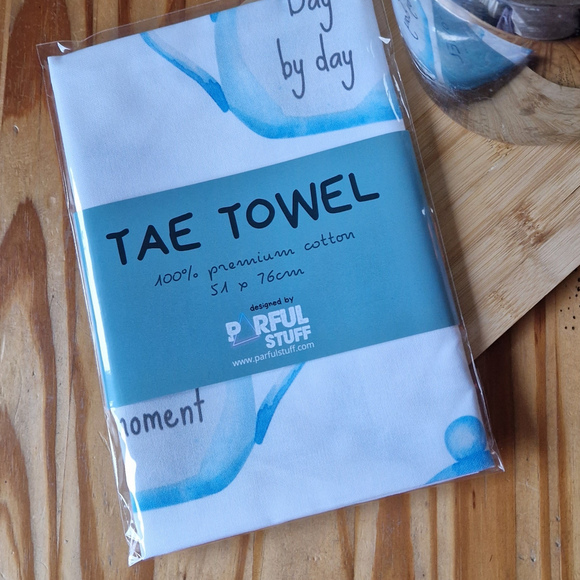 Day
by day
TAE TOWEL
100% premium cotton
51 x 76cm
designed by
PARFUL
STUFF
www.parfulstuff.com
moment